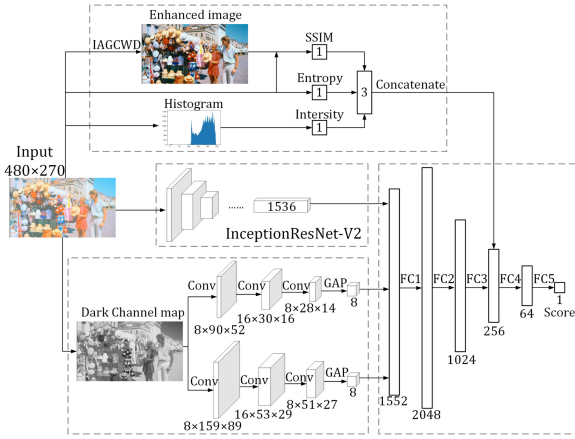 Enhanced image
IAGCWD
SSIM
1
Entropy
1
3
Concatenate
Histogram
Intersity
1
Input
480×270
......
1536
InceptionResNet-V2
Dark Channel map
Conv
8×90×52
Conv
16×30×16
Conv
8×28×14
GAP
8
Conv
8×159×89
Conv
16×53×29
Conv
8×51×27
GAP
8
1552
FC1
2048
FC2
1024
FC3
256
FC4
64
FC5
1
Score